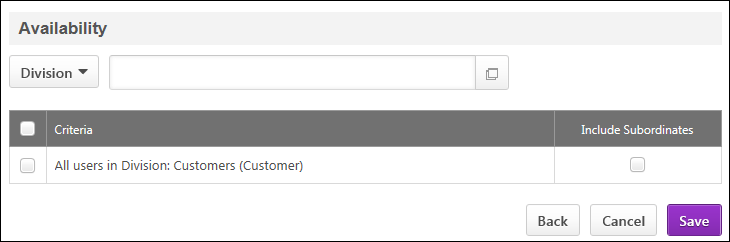 Availability
Division
Criteria Include Subordinates
All users in Division: Customers (Customer)
Back Cancel Save